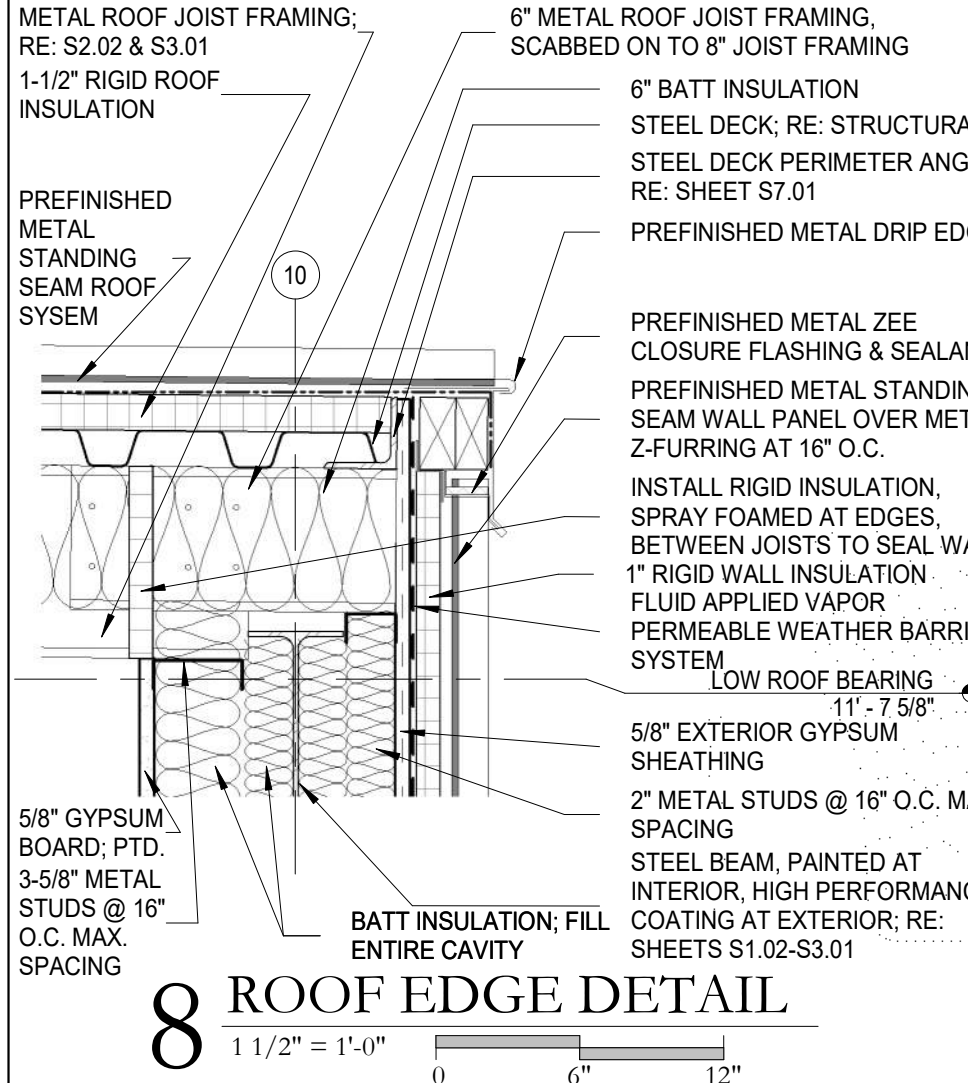 METAL ROOF JOIST FRAMING;
RE: S2.02 & S3.01
1-1/2" RIGID ROOF
INSULATION
PREFINISHED
METAL
STANDING
SEAM ROOF
SYSEM
10
6" METAL ROOF JOIST FRAMING,
SCABBED ON TO 8" JOIST FRAMING
6" BATT INSULATION
STEEL DECK; RE: STRUCTURA
STEEL DECK PERIMETER ANG
RE: SHEET S7.01
PREFINISHED METAL DRIP EDG
PREFINISHED METAL ZEE
CLOSURE FLASHING & SEALAN
PREFINISHED METAL STANDIN
SEAM WALL PANEL OVER MET
Z-FURRING AT 16" O.C.
INSTALL RIGID INSULATION,
SPRAY FOAMED AT EDGES,
BETWEEN JOISTS TO SEAL WA
1" RIGID WALL INSULATION
FLUID APPLIED VAPOR
PERMEABLE WEATHER BARRI
SYSTEM
LOW ROOF BEARING
11' - 7 5/8"
5/8" EXTERIOR GYPSUM
SHEATHING
2" METAL STUDS @ 16" O.C. MA
SPACING
STEEL BEAM, PAINTED AT
INTERIOR, HIGH PERFORMANC
COATING AT EXTERIOR; RE:
SHEETS S1.02-S3.01
5/8" GYPSUM
BOARD; PTD.
3-5/8" METAL
STUDS @ 16"
O.C. MAX.
SPACING
BATT INSULATION; FILL
ENTIRE CAVITY
8 ROOF EDGE DETAIL
1 1/2" = 1'-0"
0 6" 12"